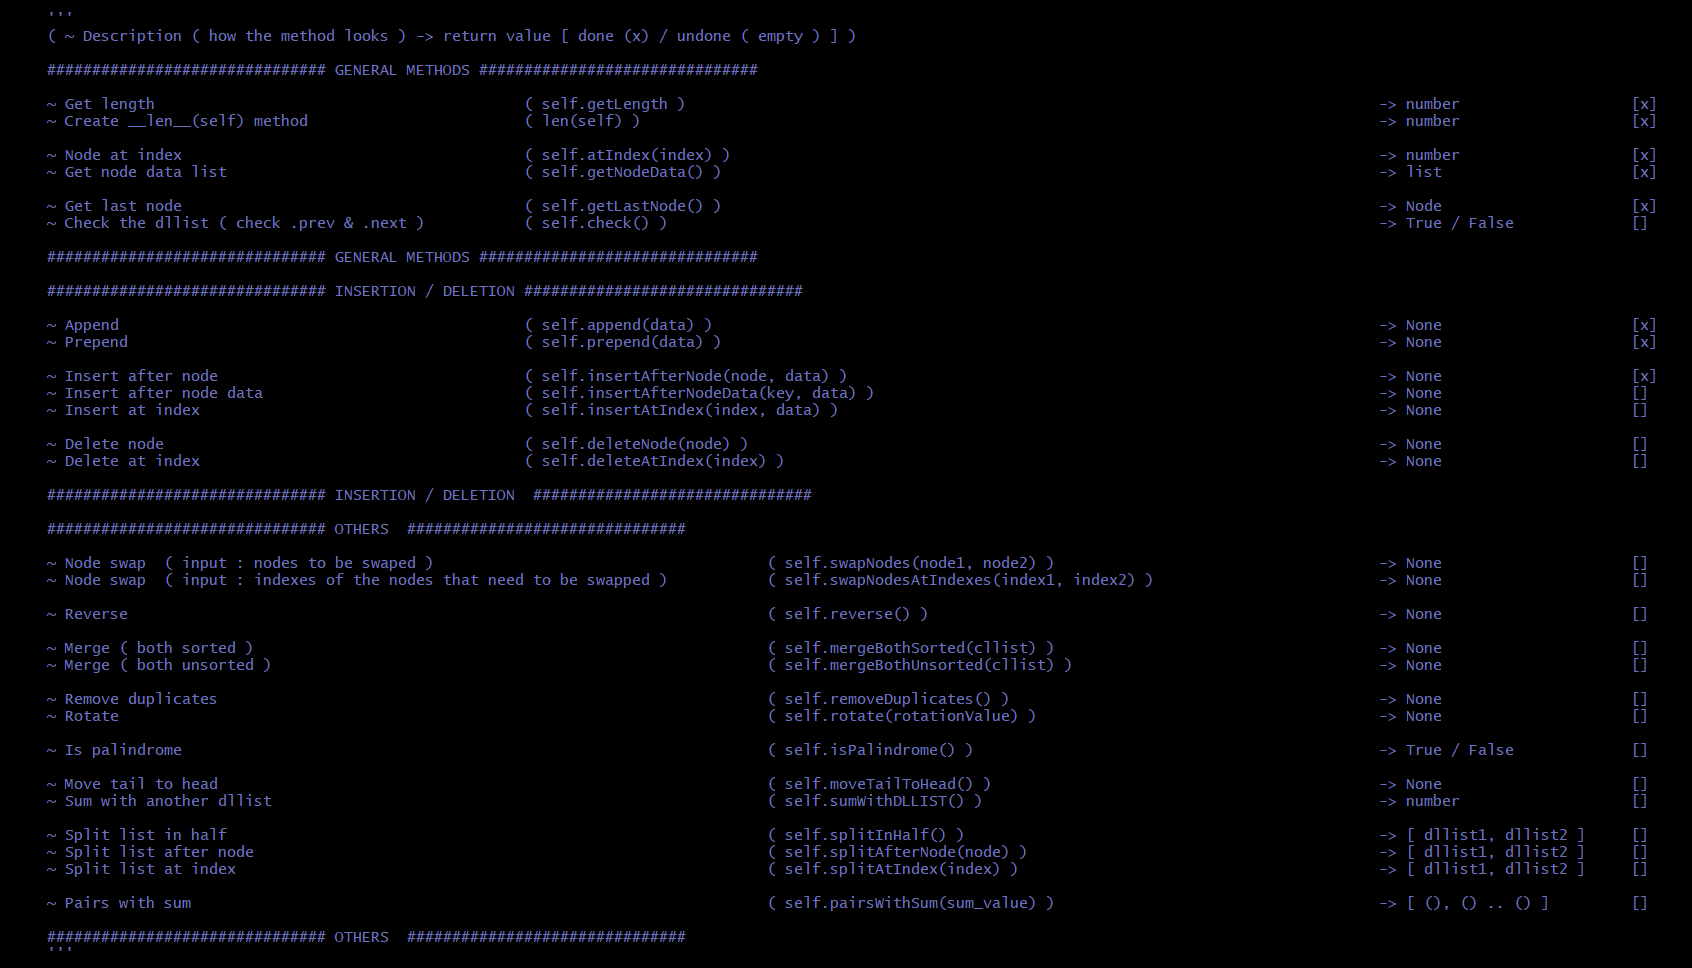 '''
( ~ Description ( how the method looks ) -> return value [ done (x) / undone ( empty ) ] )
############################### GENERAL METHODS ###############################
~ Get length ( self.getLength ) -> number [x]
~ Create __len__(self) method ( len(self) ) -> number [x]
~ Node at index ( self.atIndex(index) ) -> number [x]
~ Get node data list ( self.getNodeData() ) -> list [x]
~ Get last node ( self.getLastNode() ) -> Node [x]
~ Check the dllist ( check .prev & .next ) ( self.check() ) -> True / False []
############################### GENERAL METHODS ###############################
############################### INSERTION / DELETION ###############################
~ Append ( self.append(data) ) -> None [x]
~ Prepend ( self.prepend(data) ) -> None [x]
~ Insert after node ( self.insertAfterNode(node, data) ) -> None [x]
~ Insert after node data ( self.insertAfterNodeData(key, data) ) -> None []
~ Insert at index ( self.insertAtIndex(index, data) ) -> None []
~ Delete node ( self.deleteNode(node) ) -> None []
~ Delete at index ( self.deleteAtIndex(index) ) -> None []
############################### INSERTION / DELETION  ###############################
############################### OTHERS  ###############################
~ Node swap  ( input : nodes to be swaped ) ( self.swapNodes(node1, node2) ) -> None []
~ Node swap  ( input : indexes of the nodes that need to be swapped ) ( self.swapNodesAtIndexes(index1, index2) ) -> None []
~ Reverse ( self.reverse() ) -> None []
~ Merge ( both sorted ) ( self.mergeBothSorted(cllist) ) -> None []
~ Merge ( both unsorted ) ( self.mergeBothUnsorted(cllist) ) -> None []
~ Remove duplicates ( self.removeDuplicates() ) -> None []
~ Rotate ( self.rotate(rotationValue) ) -> None []
~ Is palindrome ( self.isPalindrome() ) -> True / False []
~ Move tail to head ( self.moveTailToHead() ) -> None []
~ Sum with another dllist ( self.sumWithDLLIST() ) -> number []
~ Split list in half ( self.splitInHalf() ) -> [ dllist1, dllist2 ] []
~ Split list after node ( self.splitAfterNode(node) ) -> [ dllist1, dllist2 ] []
~ Split list at index ( self.splitAtIndex(index) ) -> [ dllist1, dllist2 ] []
~ Pairs with sum ( self.pairsWithSum(sum_value) ) -> [ (), () .. () ] []
############################### OTHERS  ###############################
'''